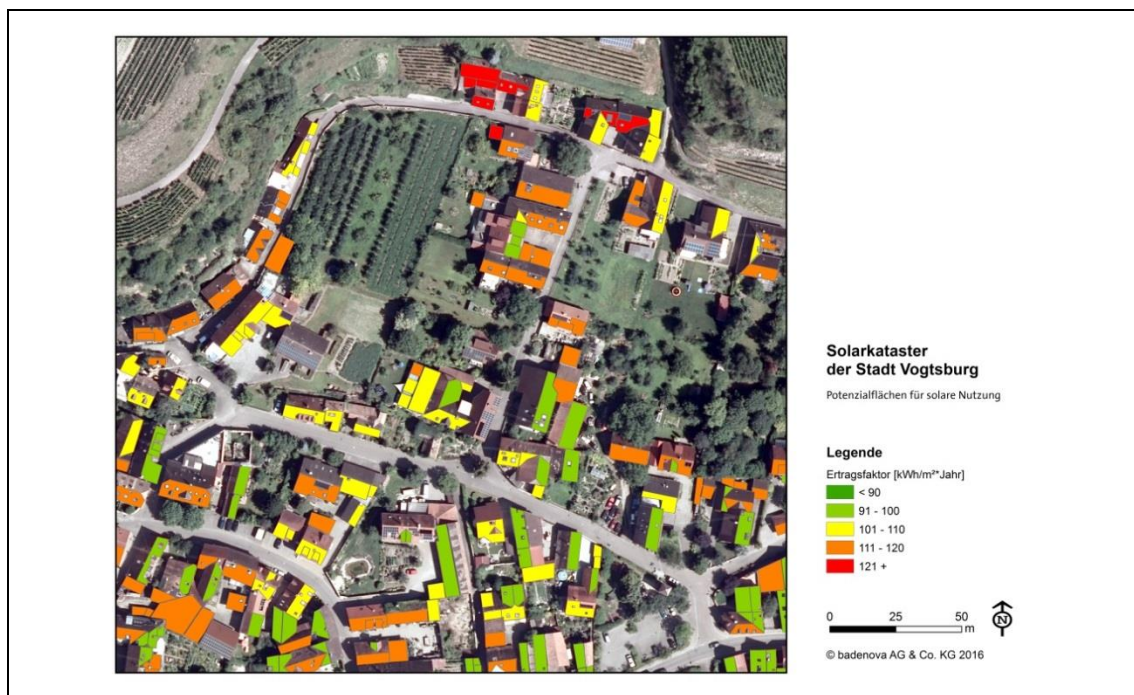 Solarkataster
der Stadt Vogtsburg
Potenzialflächen für solare Nutzung
Legende
Ertragsfaktor [kWh/m²*Jahr]
< 90
91 - 100
101 - 110
111 - 120
121 +
0 25 50
m
N
© badenova AG & Co. KG 2016